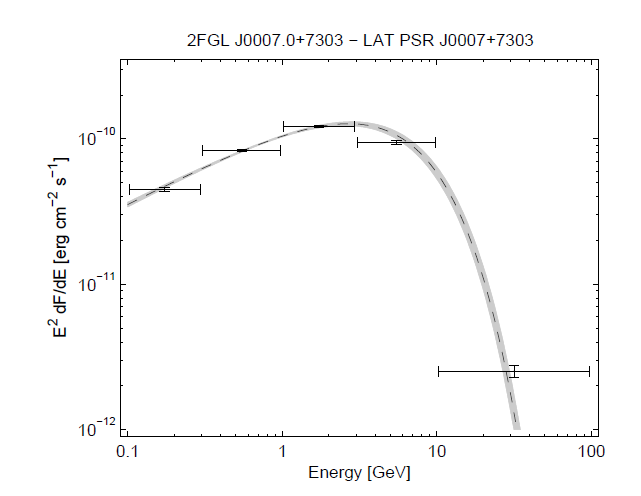 2FGL J0007.0+7303 − LAT PSR J0007+7303
E² dF/dE [erg cm⁻² s⁻¹]
10⁻¹⁰
10⁻¹¹
10⁻¹²
0.1 1 10 100
Energy [GeV]